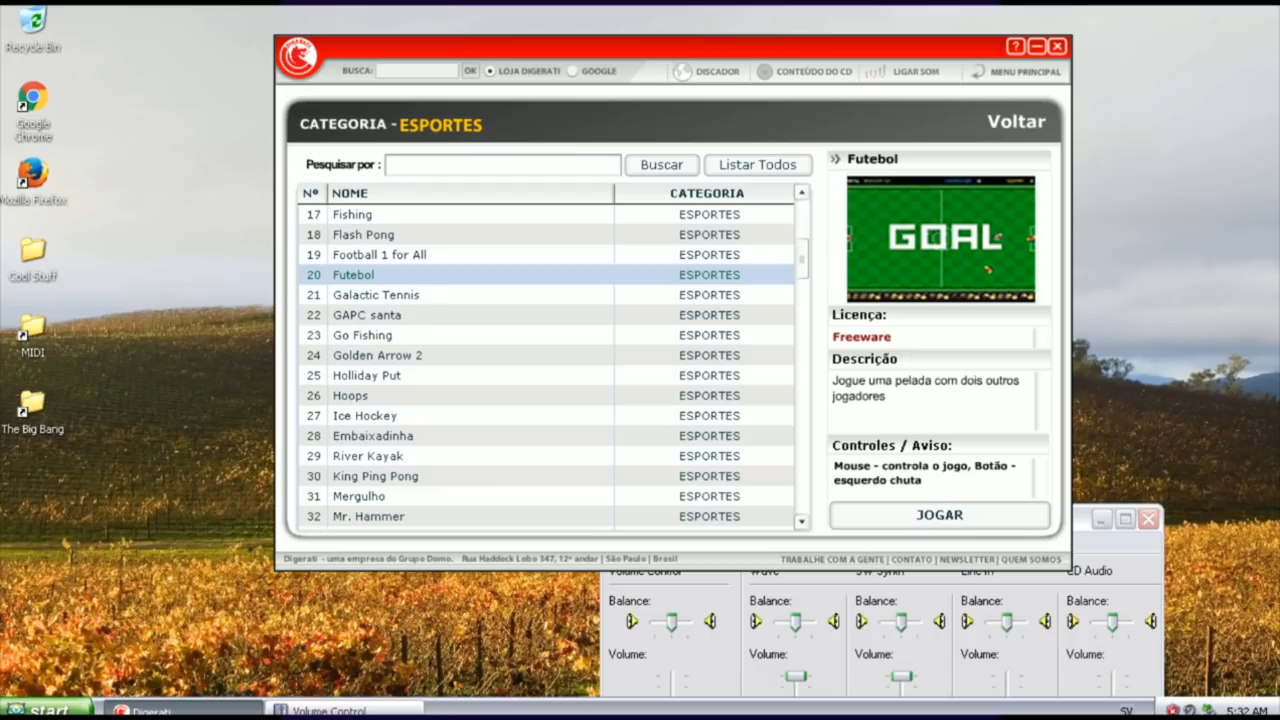 Recycle Bin
Google
Chrome
Mozilla Firefox
Cool Stuff
MIDI
The Big Bang
DIGERATI
BUSCA:
OK
LOJA DIGERATI
GOOGLE
DISCADOR
CONTEÚDO DO CD
LIGAR SOM
MENU PRINCIPAL
CATEGORIA - ESPORTES
Voltar
Pesquisar por :
Buscar
Listar Todos
Nº NOME CATEGORIA
17 Fishing ESPORTES
18 Flash Pong ESPORTES
19 Football 1 for All ESPORTES
20 Futebol ESPORTES
21 Galactic Tennis ESPORTES
22 GAPC santa ESPORTES
23 Go Fishing ESPORTES
24 Golden Arrow 2 ESPORTES
25 Holliday Put ESPORTES
26 Hoops ESPORTES
27 Ice Hockey ESPORTES
28 Embaixadinha ESPORTES
29 River Kayak ESPORTES
30 King Ping Pong ESPORTES
31 Mergulho ESPORTES
32 Mr. Hammer ESPORTES
Futebol
GOAL
Licença:
Freeware
Descrição
Jogue uma pelada com dois outros
jogadores
Controles / Aviso:
Mouse - controla o jogo, Botão -
esquerdo chuta
JOGAR
Digerati - uma empresa do Grupo Domo. Rua Haddock Lobo 347, 12º andar | São Paulo | Brasil
TRABALHE COM A GENTE | CONTATO | NEWSLETTER | QUEM SOMOS
Volume Control Wave SW Synth Line In CD Audio
Balance: Balance: Balance: Balance: Balance:
Volume: Volume: Volume: Volume: Volume:
start
Digerati
Volume Control
SV
5:32 AM